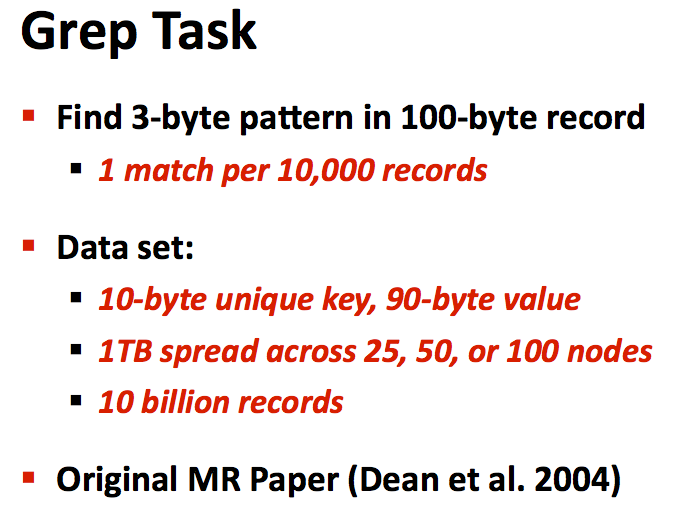 Grep Task
▪ Find 3-byte pattern in 100-byte record
▪ 1 match per 10,000 records
▪ Data set:
▪ 10-byte unique key, 90-byte value
▪ 1TB spread across 25, 50, or 100 nodes
▪ 10 billion records
▪ Original MR Paper (Dean et al. 2004)